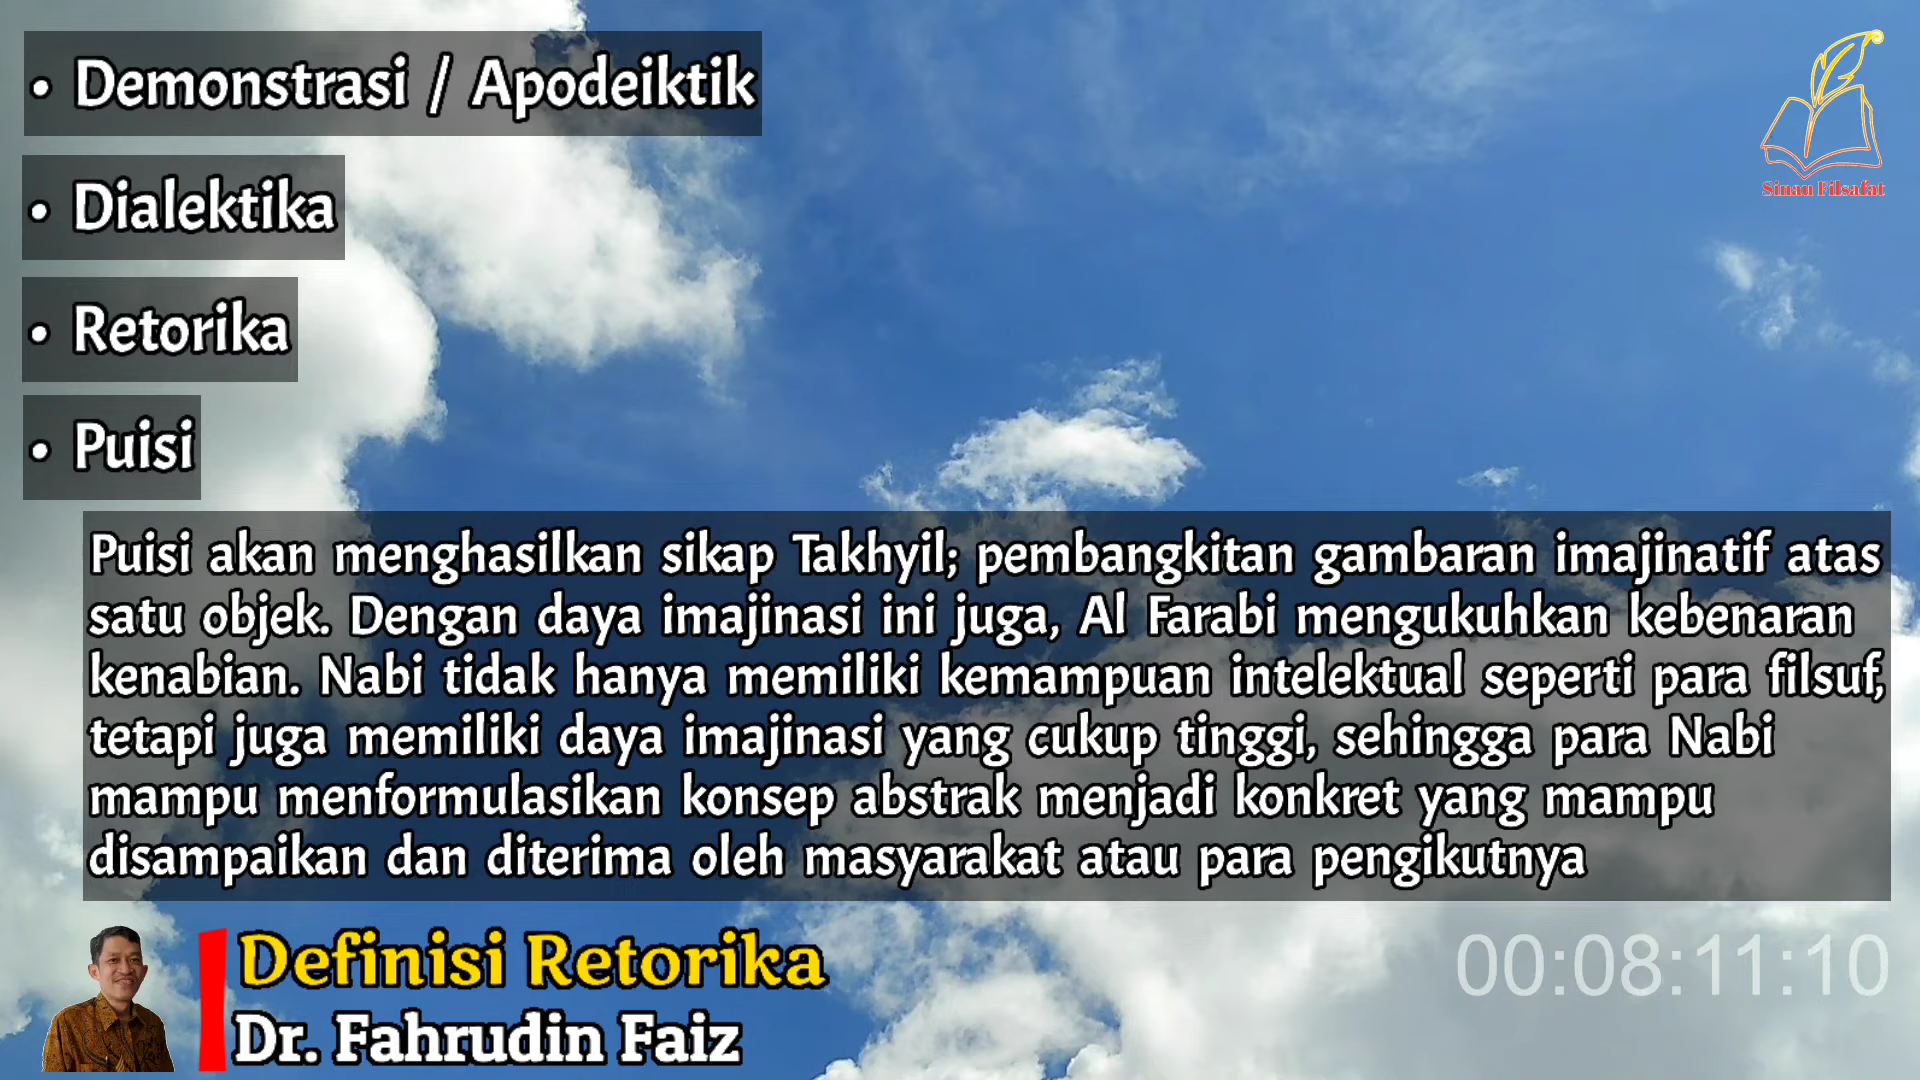 • Demonstrasi / Apodeiktik
Sinau Filsafat
• Dialektika
• Retorika
• Puisi
Puisi akan menghasilkan sikap Takhyil; pembangkitan gambaran imajinatif atas
satu objek. Dengan daya imajinasi ini juga, Al Farabi mengukuhkan kebenaran
kenabian. Nabi tidak hanya memiliki kemampuan intelektual seperti para filsuf,
tetapi juga memiliki daya imajinasi yang cukup tinggi, sehingga para Nabi
mampu menformulasikan konsep abstrak menjadi konkret yang mampu
disampaikan dan diterima oleh masyarakat atau para pengikutnya
Definisi Retorika
Dr. Fahrudin Faiz
00:08:11:10